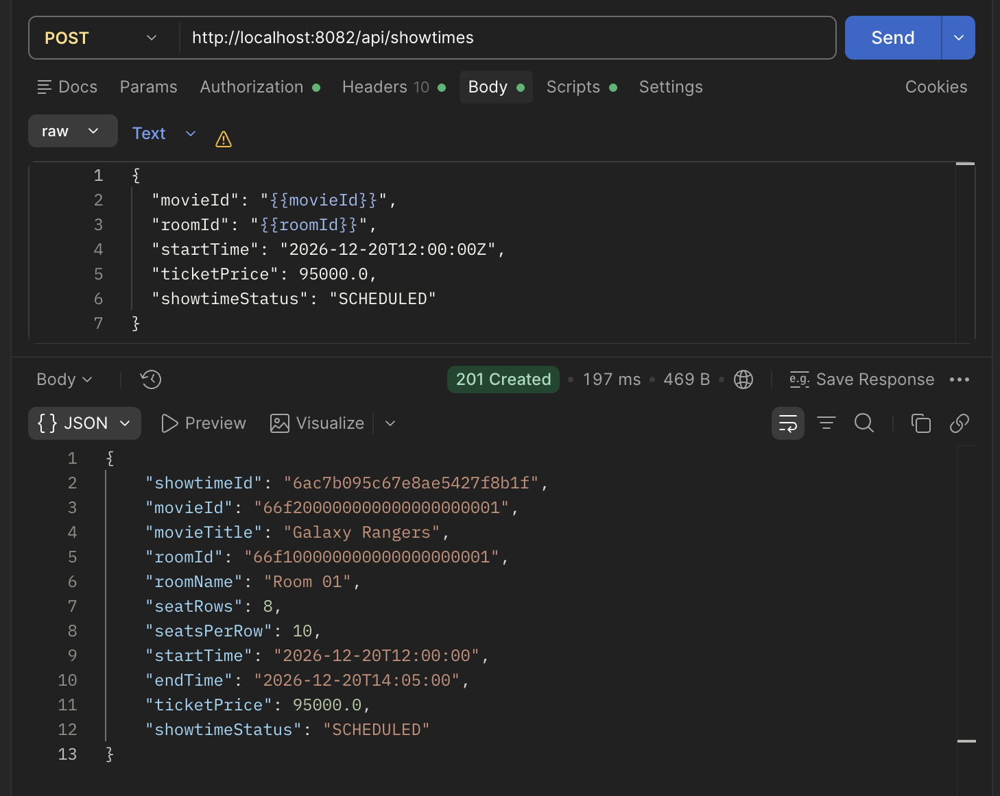 POST http://localhost:8082/api/showtimes Send
Docs Params Authorization Headers 10 Body Scripts Settings Cookies
raw Text
1 {
2 "movieId": "{{movieId}}",
3 "roomId": "{{roomId}}",
4 "startTime": "2026-12-20T12:00:00Z",
5 "ticketPrice": 95000.0,
6 "showtimeStatus": "SCHEDULED"
7 }
Body 201 Created 197 ms 469 B e.g. Save Response
{} JSON Preview Visualize
1 {
2 "showtimeId": "6ac7b095c67e8ae5427f8b1f",
3 "movieId": "66f200000000000000000001",
4 "movieTitle": "Galaxy Rangers",
5 "roomId": "66f100000000000000000001",
6 "roomName": "Room 01",
7 "seatRows": 8,
8 "seatsPerRow": 10,
9 "startTime": "2026-12-20T12:00:00",
10 "endTime": "2026-12-20T14:05:00",
11 "ticketPrice": 95000.0,
12 "showtimeStatus": "SCHEDULED"
13 }